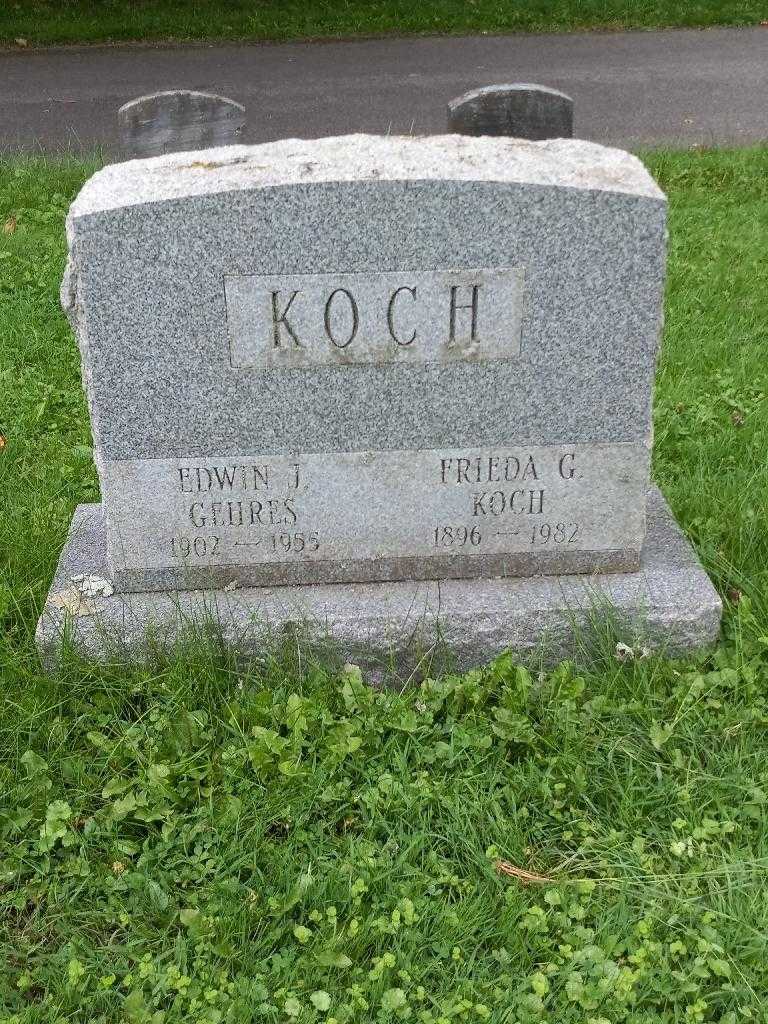 KOCH
EDWIN J.
GEHRES
1902 — 1955
FRIEDA G.
KOCH
1896 — 1982